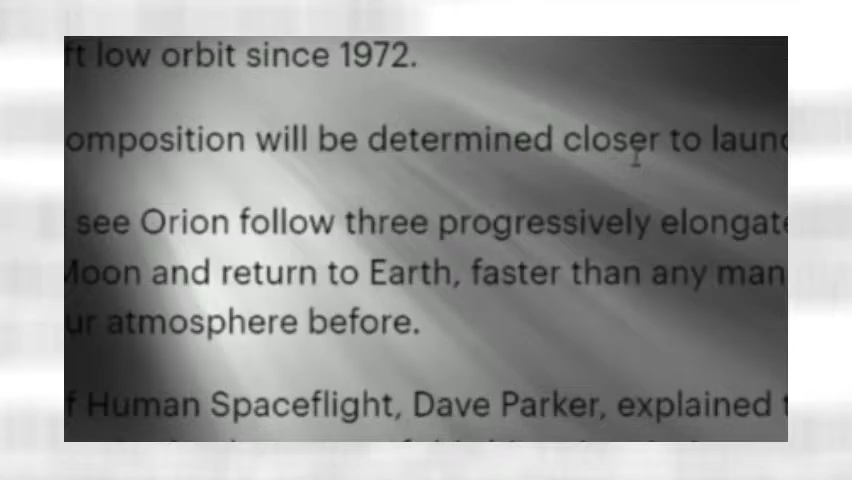 ft low orbit since 1972.
omposition will be determined closer to launc
see Orion follow three progressively elongate
Moon and return to Earth, faster than any man
ur atmosphere before.
f Human Spaceflight, Dave Parker, explained t